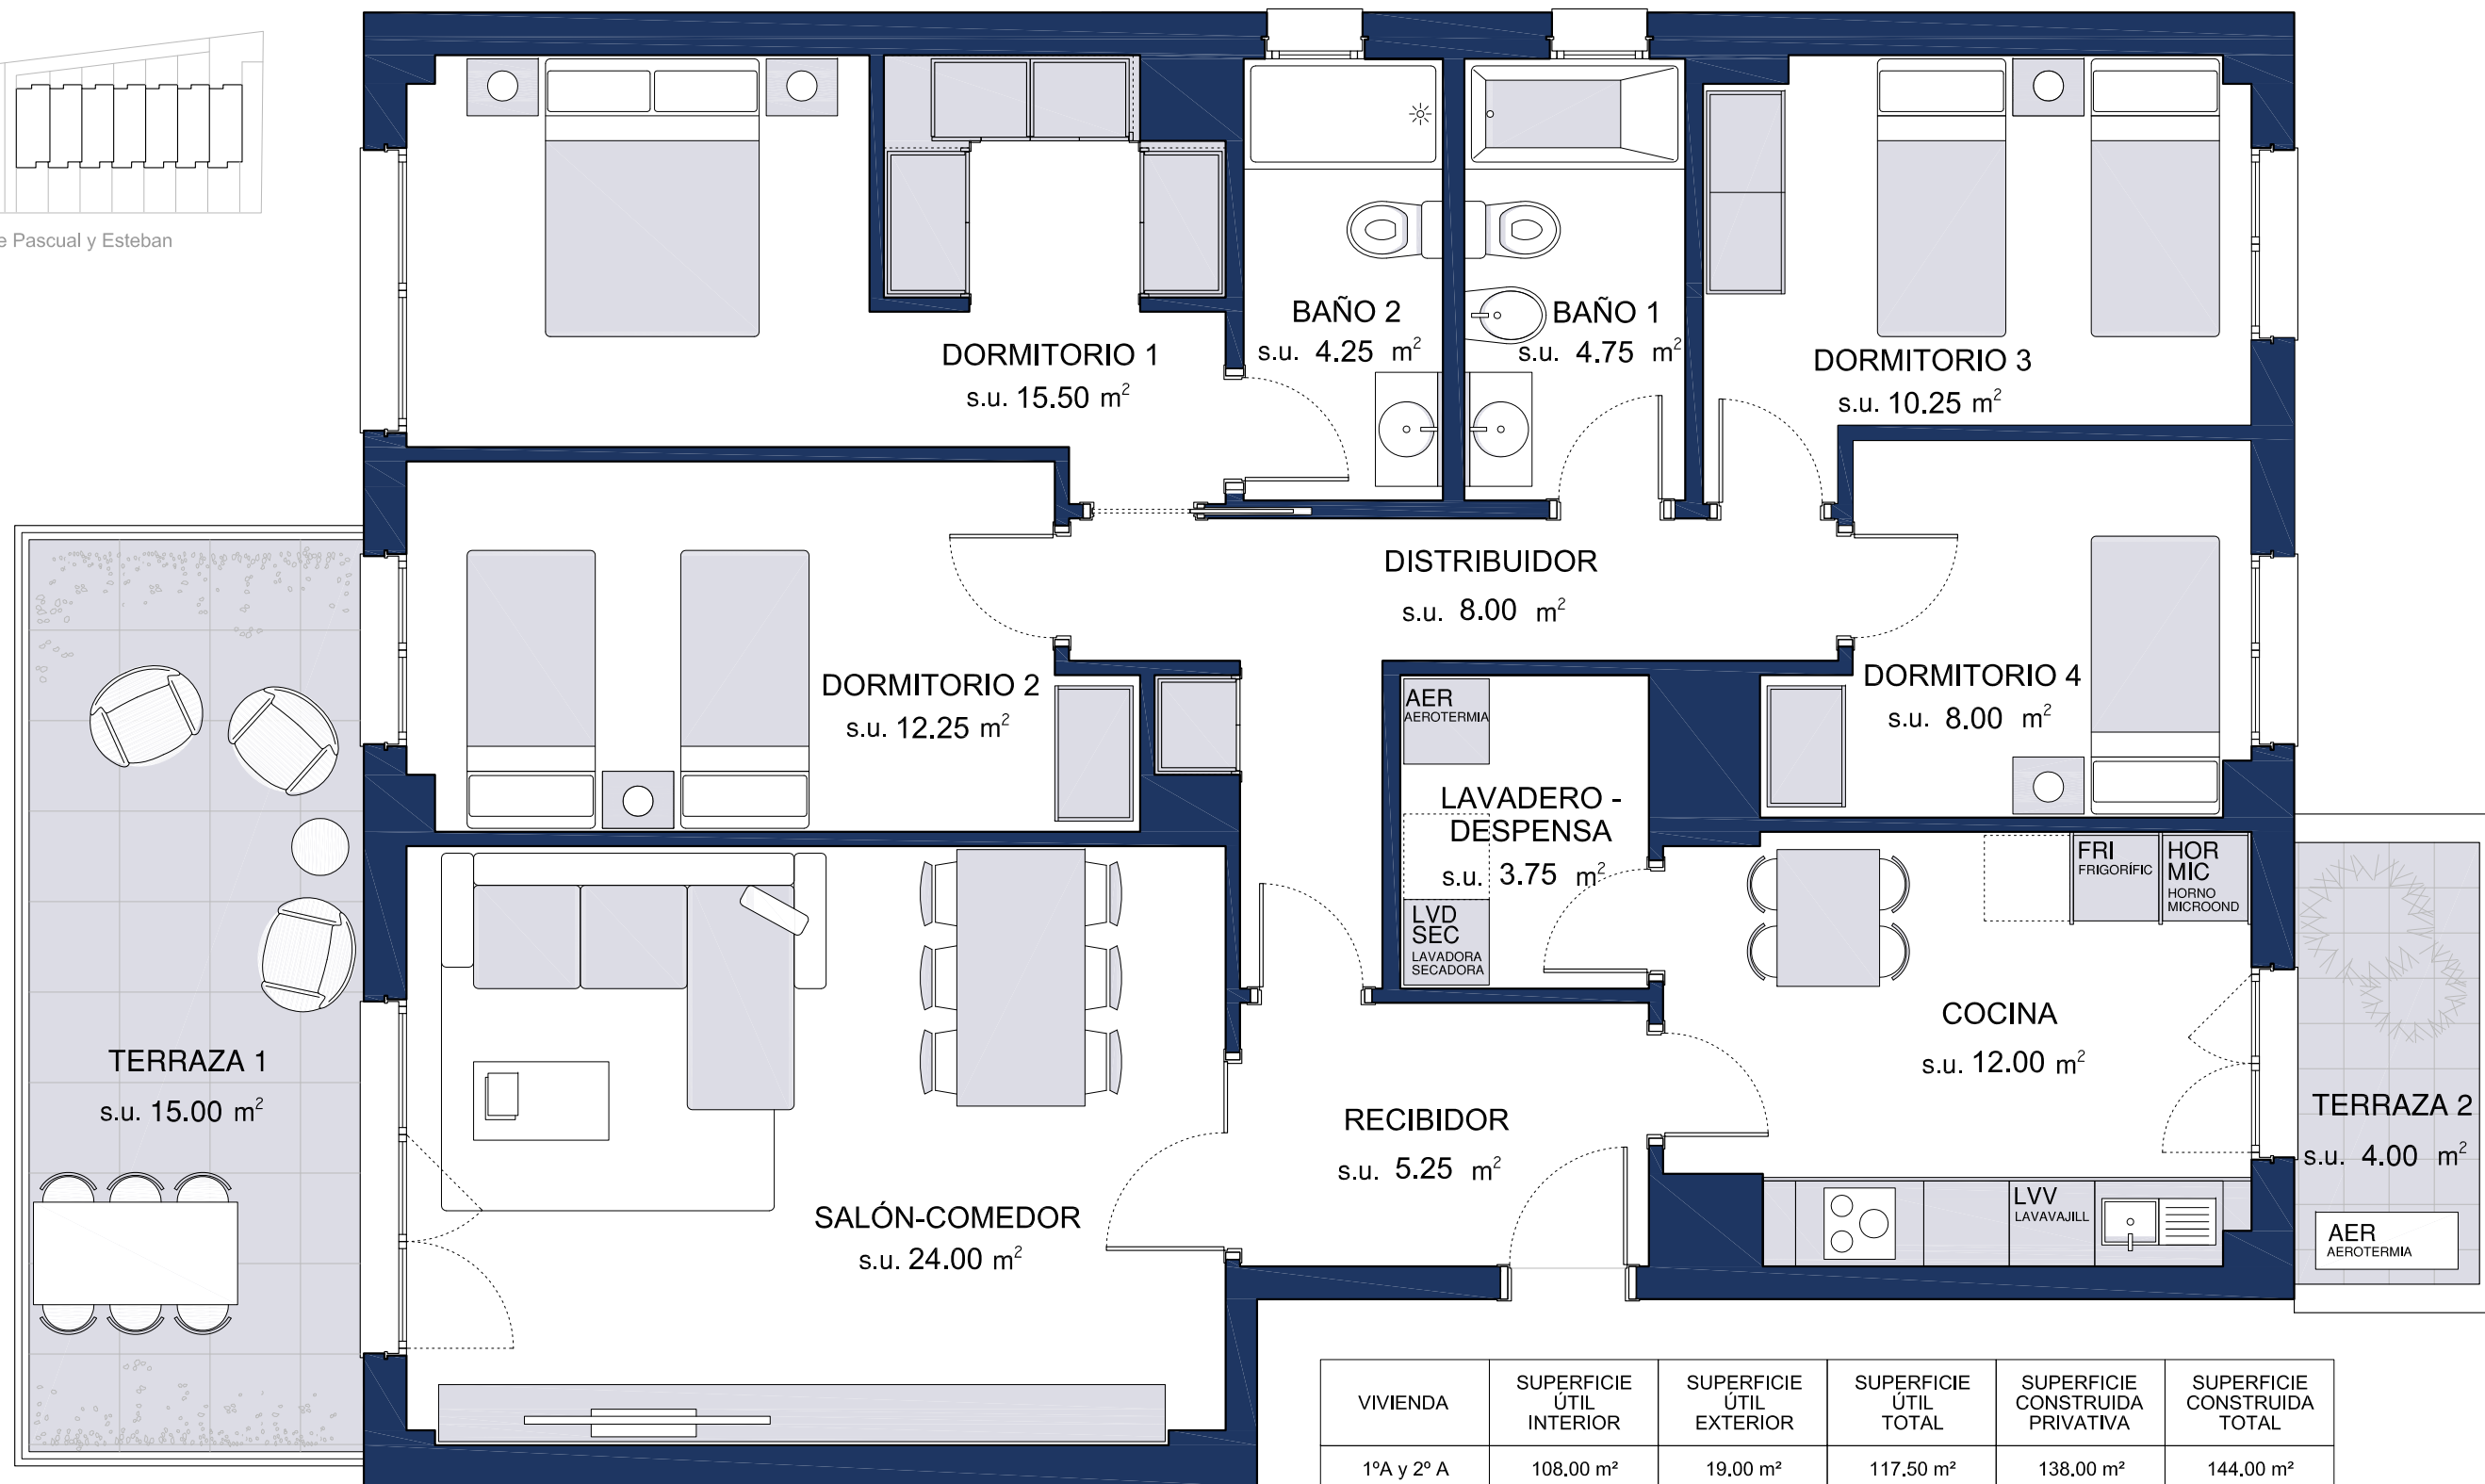 e Pascual y Esteban
DORMITORIO 1
s.u. 15.50 m²
BAÑO 2
s.u. 4.25 m²
BAÑO 1
s.u. 4.75 m²
DORMITORIO 3
s.u. 10.25 m²
DISTRIBUIDOR
s.u. 8.00 m²
DORMITORIO 2
s.u. 12.25 m²
DORMITORIO 4
s.u. 8.00 m²
AER
AEROTERMIA
LAVADERO -
DESPENSA
s.u. 3.75 m²
LVD
SEC
LAVADORA
SECADORA
FRI
FRIGORÍFIC
HOR
MIC
HORNO
MICROOND
COCINA
s.u. 12.00 m²
TERRAZA 1
s.u. 15.00 m²
RECIBIDOR
s.u. 5.25 m²
TERRAZA 2
s.u. 4.00 m²
SALÓN-COMEDOR
s.u. 24.00 m²
LVV
LAVAVAJILL
AER
AEROTERMIA
VIVIENDA
SUPERFICIE
ÚTIL
INTERIOR
SUPERFICIE
ÚTIL
EXTERIOR
SUPERFICIE
ÚTIL
TOTAL
SUPERFICIE
CONSTRUIDA
PRIVATIVA
SUPERFICIE
CONSTRUIDA
TOTAL
1ºA y 2º A 108.00 m² 19.00 m² 117.50 m² 138.00 m² 144.00 m²